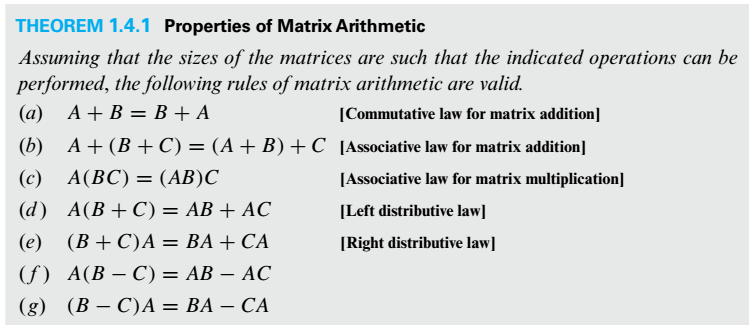 THEOREM 1.4.1 Properties of Matrix Arithmetic
Assuming that the sizes of the matrices are such that the indicated operations can be
performed, the following rules of matrix arithmetic are valid.
(a) A + B = B + A [Commutative law for matrix addition]
(b) A + (B + C) = (A + B) + C [Associative law for matrix addition]
(c) A(BC) = (AB)C [Associative law for matrix multiplication]
(d) A(B + C) = AB + AC [Left distributive law]
(e) (B + C)A = BA + CA [Right distributive law]
(f) A(B − C) = AB − AC
(g) (B − C)A = BA − CA